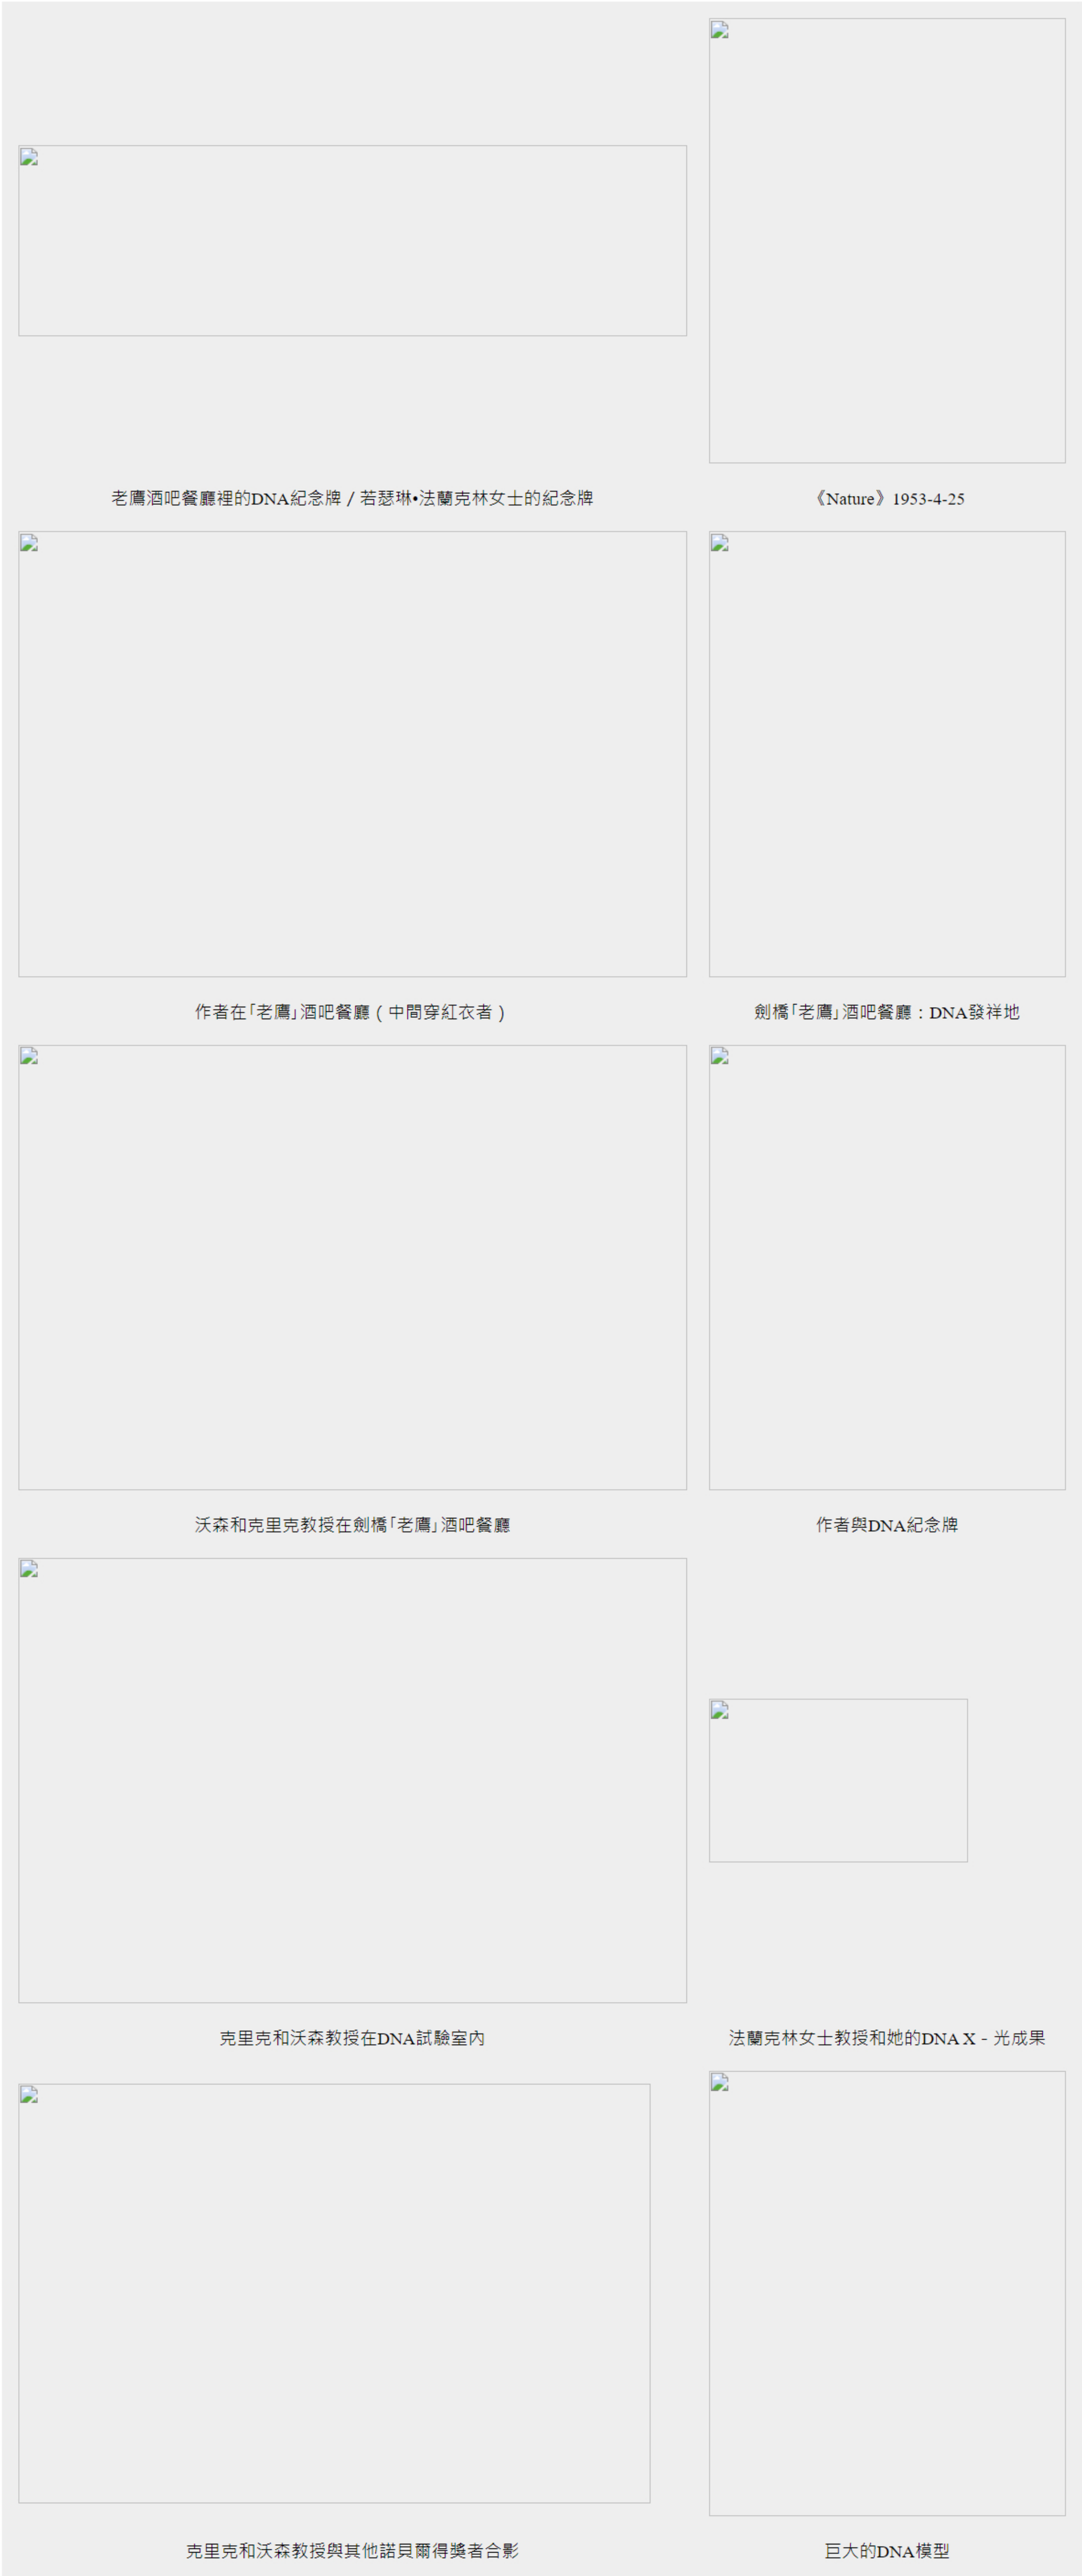 老鷹酒吧餐廳裡的DNA紀念牌 / 若瑟琳•法蘭克林女士的紀念牌
《Nature》1953-4-25
作者在「老鷹」酒吧餐廳 ( 中間穿紅衣者 )
劍橋「老鷹」酒吧餐廳：DNA發祥地
沃森和克里克教授在劍橋「老鷹」酒吧餐廳
作者與DNA紀念牌
克里克和沃森教授在DNA試驗室內
法蘭克林女士教授和她的DNA X - 光成果
克里克和沃森教授與其他諾貝爾得獎者合影
巨大的DNA模型